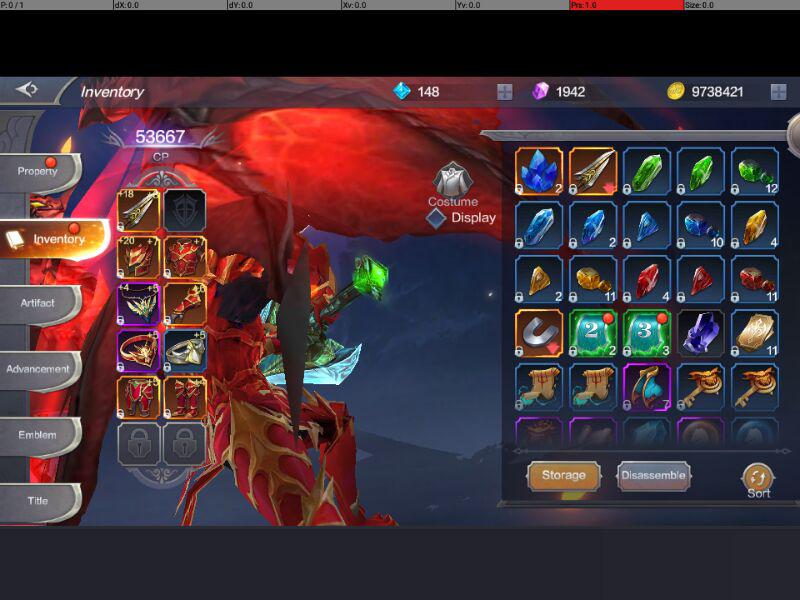 P: 0 / 1 dX: 0.0 dY: 0.0 Xv: 0.0 Yv: 0.0 Prs: 1.0 Size: 0.0
Inventory 148 1942 9738421
53667
CP
Property
Costume
Display
Inventory
Artifact
Advancement
Emblem
Title
+18
+20 +7
+4
2
12
2 10 4
2 11 4 11
2 2 3 3 11
7
Storage Disassemble
Sort